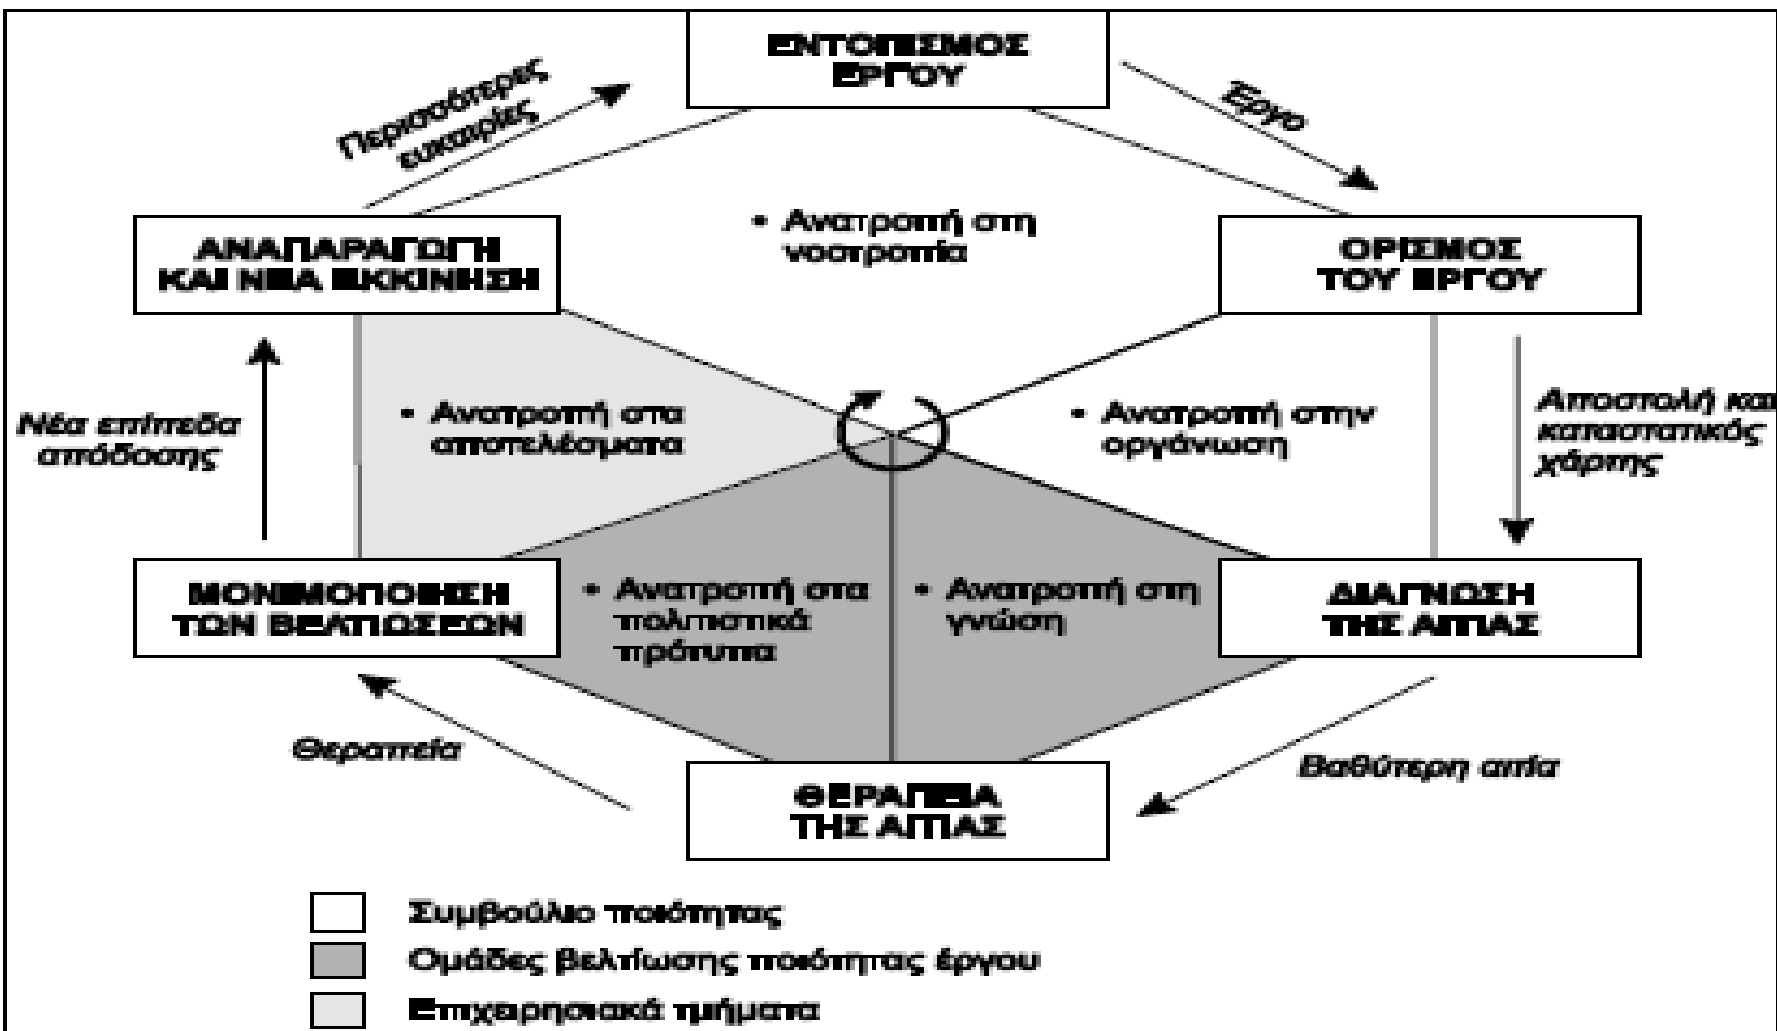 ΕΝΤΟΠΙΣΜΟΣ
ΕΡΓΟΥ
Περισσότερες
ευκαιρίες
Έργο
ΑΝΑΠΑΡΑΓΩΓΗ
ΚΑΙ ΝΕΑ ΕΚΚΙΝΗΣΗ
• Ανατροπή στη
νοοτροπία
ΟΡΙΣΜΟΣ
ΤΟΥ ΕΡΓΟΥ
Νέα επίπεδα
απόδοσης
• Ανατροπή στα
αποτελέσματα
• Ανατροπή στην
οργάνωση
Αποστολή και
καταστατικός
χάρτης
ΜΟΝΙΜΟΠΟΙΗΣΗ
ΤΩΝ ΒΕΛΤΙΩΣΕΩΝ
• Ανατροπή στα
πολιτιστικά
πρότυπα
• Ανατροπή στη
γνώση
ΔΙΑΓΝΩΣΗ
ΤΗΣ ΑΙΤΙΑΣ
Θεραπεία
Βαθύτερη αιτία
ΘΕΡΑΠΕΙΑ
ΤΗΣ ΑΙΤΙΑΣ
Συμβούλιο ποιότητας
Ομάδες βελτίωσης ποιότητας έργου
Επιχειρησιακά τμήματα